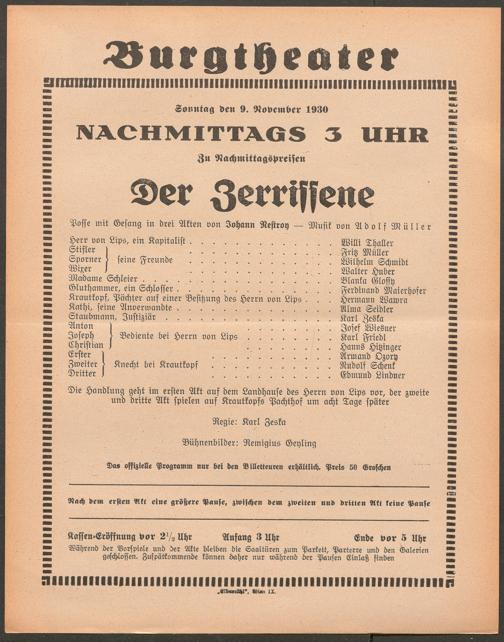 Burgtheater
Sonntag den 9. November 1930
NACHMITTAGS 3 UHR
Zu Nachmittagspreisen
Der Zerrissene
Posse mit Gesang in drei Akten von Johann Nestroy — Musik von Adolf Müller
Herr von Lips, ein Kapitalist . . . . . . . . . . . . Willi Thaller
Stifler . . . . . . . . . . . . Fritz Müller
Sporner } seine Freunde . . . . . . . . . . . . Wilhelm Schmidt
Wixer . . . . . . . . . . . . Walter Huber
Madame Schleier . . . . . . . . . . . . Blanka Glossy
Gluthammer, ein Schlosser . . . . . . . . . . . . Ferdinand Maierhofer
Krautkopf, Pächter auf einer Besitzung des Herrn von Lips . . Hermann Wawra
Kathi, seine Anverwandte . . . . . . . . . . . . Alma Seidler
Staubmann, Justiziär . . . . . . . . . . . . Karl Zeska
Anton . . . . . . . . . . . . Josef Wiesner
Joseph } Bediente bei Herrn von Lips . . . . . . . . Karl Friedl
Christian . . . . . . . . . . . . Hanns Hitzinger
Erster . . . . . . . . . . . . Armand Ozory
Zweiter } Knecht bei Krautkopf . . . . . . . . . . Rudolf Schenk
Dritter . . . . . . . . . . . . Edmund Lindner
Die Handlung geht im ersten Akt auf dem Landhause des Herrn von Lips vor, der zweite
und dritte Akt spielen auf Krautkopfs Pachthof um acht Tage später
Regie: Karl Zeska
Bühnenbilder: Remigius Geyling
Das offizielle Programm nur bei den Billetteuren erhältlich. Preis 50 Groschen
Nach dem ersten Akt eine größere Pause, zwischen dem zweiten und dritten Akt keine Pause
Kassen-Eröffnung vor 2½ Uhr Anfang 3 Uhr Ende vor 5 Uhr
Während der Vorspiele und der Akte bleiben die Saaltüren zum Parkett, Parterre und den Galerien
geschlossen. Zuspätkommende können daher nur während der Pausen Einlaß finden
„Elbemühl", Wien IX.